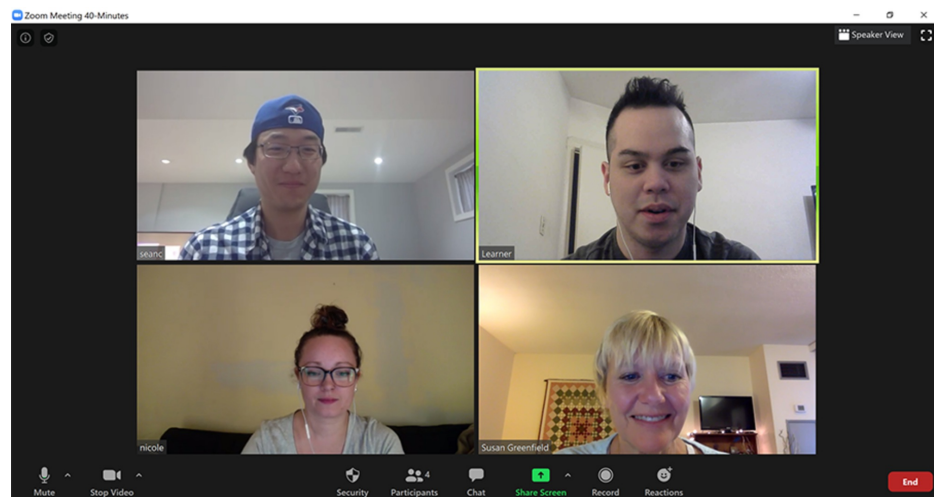 Zoom Meeting 40-Minutes
Speaker View
seanc
Learner
nicole
Susan Greenfield
4
Mute
Stop Video
Security
Participants
Chat
Share Screen
Record
Reactions
End